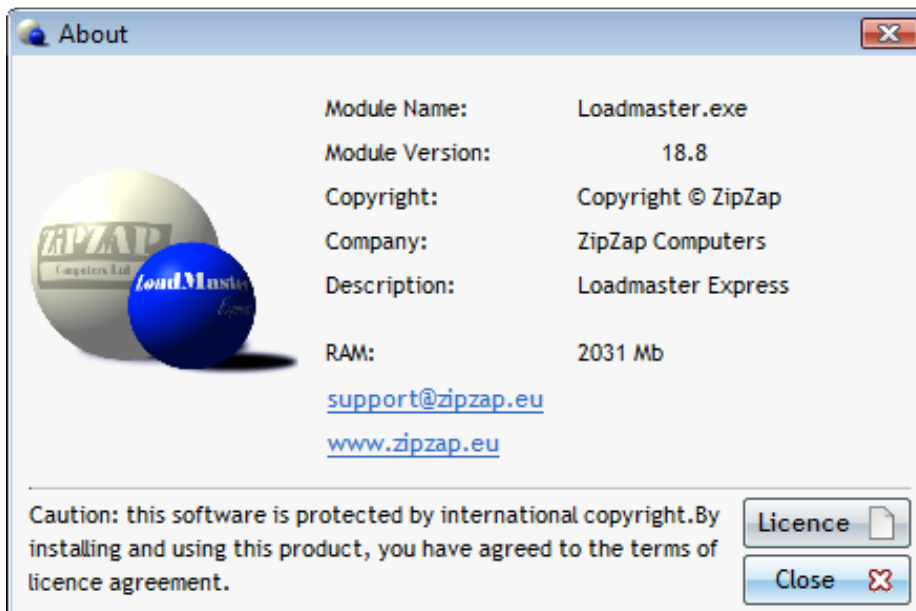 About
Module Name: Loadmaster.exe
Module Version: 18.8
Copyright: Copyright © ZipZap
Company: ZipZap Computers
Description: Loadmaster Express
RAM: 2031 Mb
support@zipzap.eu
www.zipzap.eu
ZiPZAP
Computers Ltd
LoadMaster
Express
Caution: this software is protected by international copyright.By
installing and using this product, you have agreed to the terms of
licence agreement.
Licence
Close